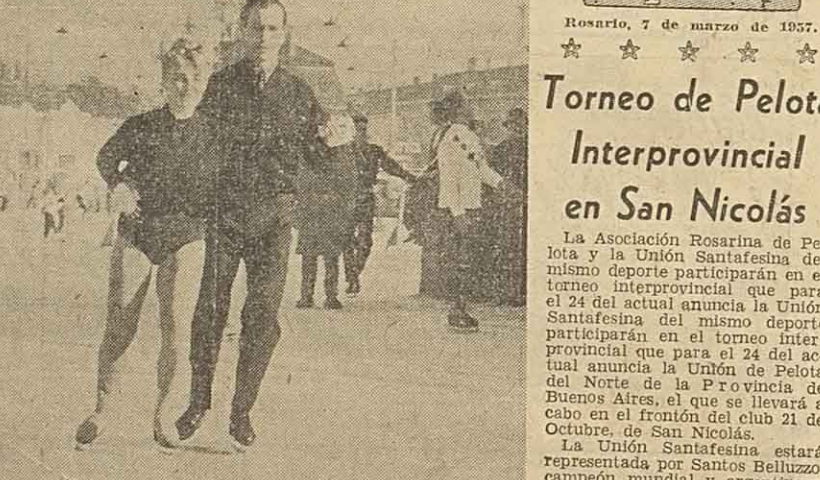 Rosario, 7 de marzo de 1957.
Torneo de Pelota
Interprovincial
en San Nicolás
La Asociación Rosarina de Pe
lota y la Unión Santafesina de
mismo deporte participarán en e
torneo interprovincial que para
el 24 del actual anuncia la Unión
Santafesina del mismo deporte
participarán en el torneo inter
provincial que para el 24 del ac
tual anuncia la Unión de Pelota
del Norte de la Provincia de
Buenos Aires, el que se llevará a
cabo en el frontón del club 21 de
Octubre, de San Nicolás.
La Unión Santafesina estará
representada por Santos Belluzzo
campeón mundial y